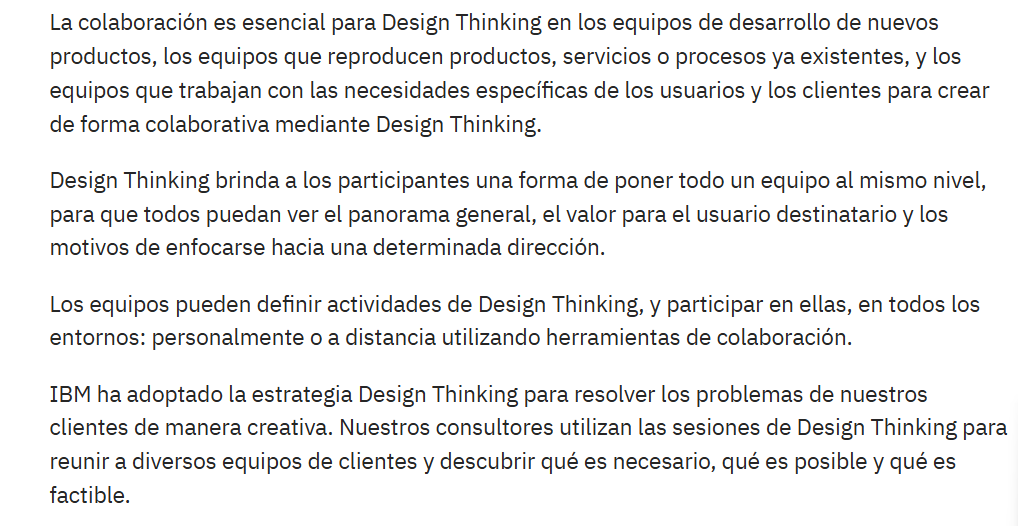 La colaboración es esencial para Design Thinking en los equipos de desarrollo de nuevos
productos, los equipos que reproducen productos, servicios o procesos ya existentes, y los
equipos que trabajan con las necesidades específicas de los usuarios y los clientes para crear
de forma colaborativa mediante Design Thinking.
Design Thinking brinda a los participantes una forma de poner todo un equipo al mismo nivel,
para que todos puedan ver el panorama general, el valor para el usuario destinatario y los
motivos de enfocarse hacia una determinada dirección.
Los equipos pueden definir actividades de Design Thinking, y participar en ellas, en todos los
entornos: personalmente o a distancia utilizando herramientas de colaboración.
IBM ha adoptado la estrategia Design Thinking para resolver los problemas de nuestros
clientes de manera creativa. Nuestros consultores utilizan las sesiones de Design Thinking para
reunir a diversos equipos de clientes y descubrir qué es necesario, qué es posible y qué es
factible.